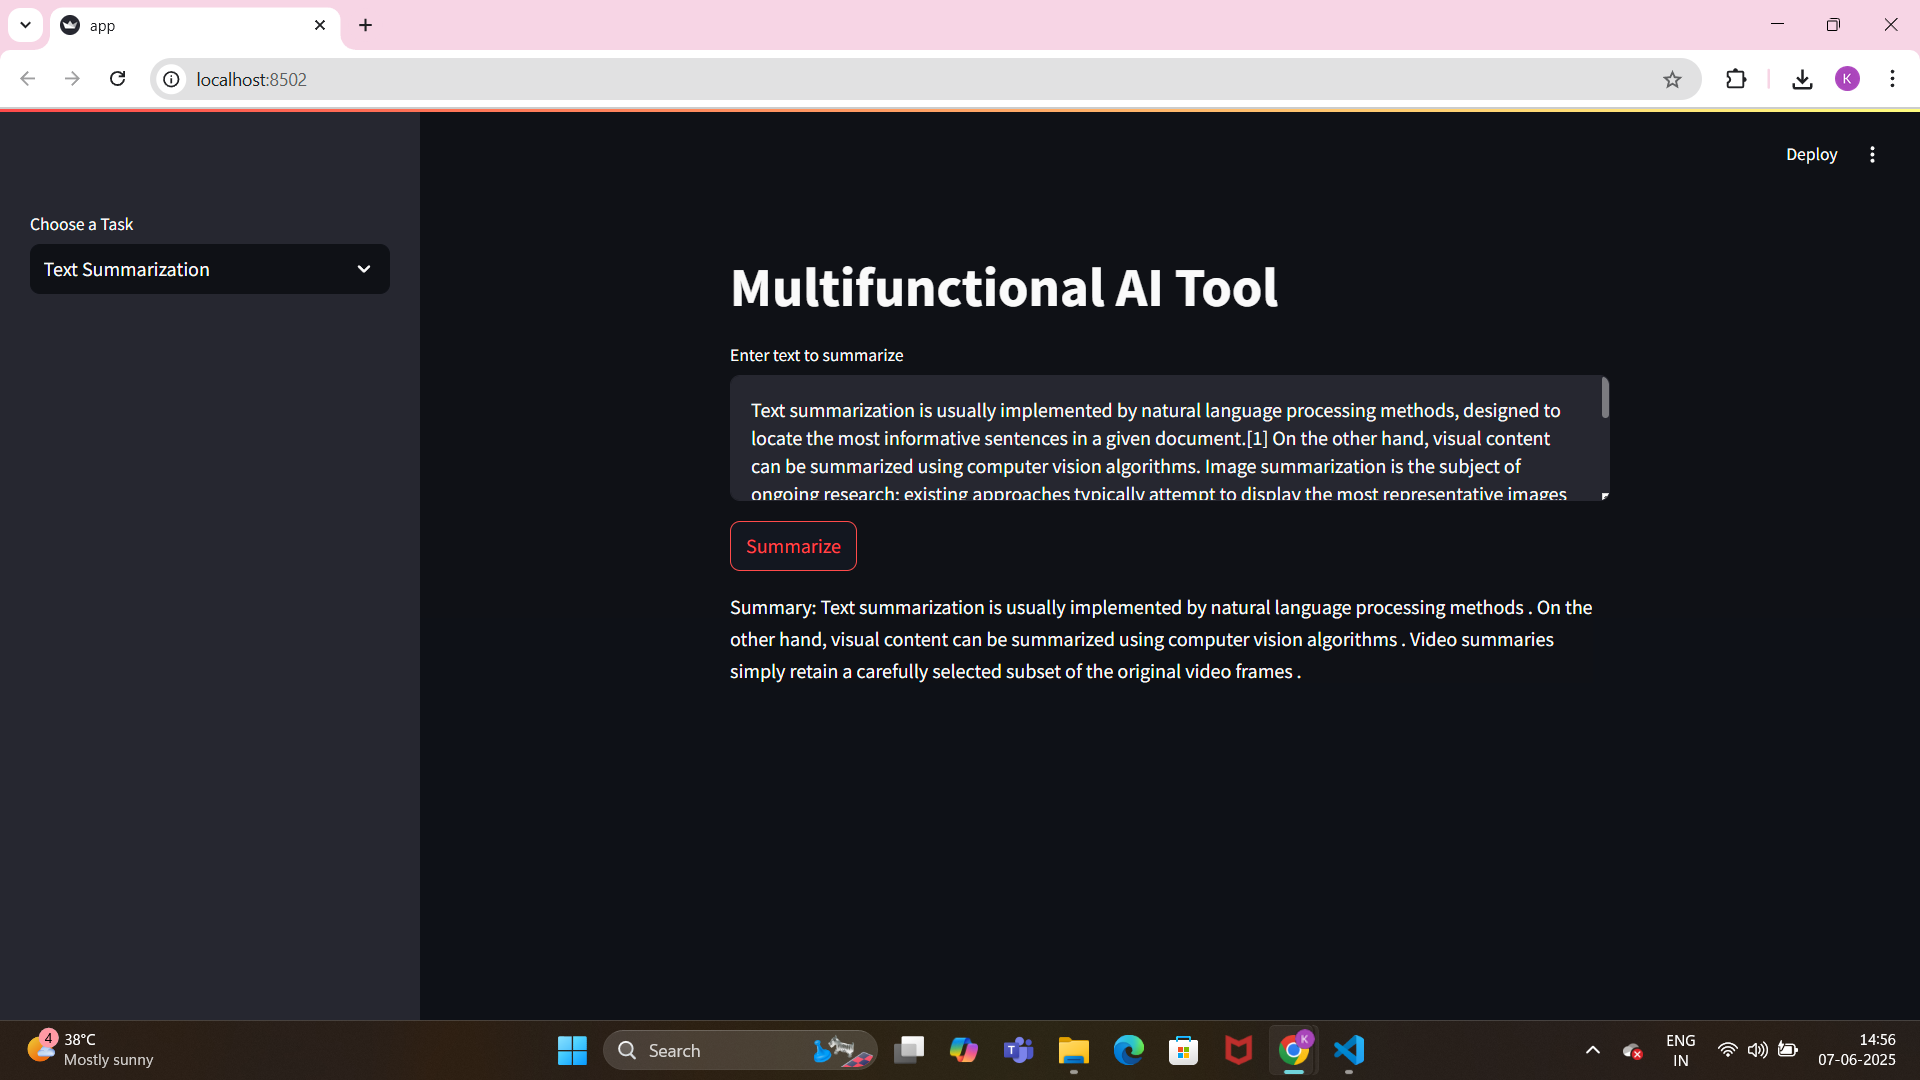 app
localhost:8502
K
Deploy
Choose a Task
Text Summarization
Multifunctional AI Tool
Enter text to summarize
Text summarization is usually implemented by natural language processing methods, designed to
locate the most informative sentences in a given document.[1] On the other hand, visual content
can be summarized using computer vision algorithms. Image summarization is the subject of
ongoing research; existing approaches typically attempt to display the most representative images
Summarize
Summary: Text summarization is usually implemented by natural language processing methods . On the
other hand, visual content can be summarized using computer vision algorithms . Video summaries
simply retain a carefully selected subset of the original video frames .
4
38°C
Mostly sunny
Search
T
K
ENG
IN
14:56
07-06-2025